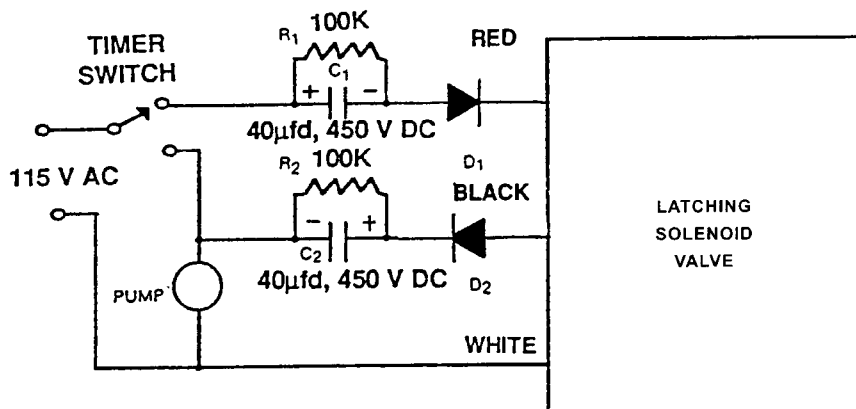 TIMER
SWITCH
R1 100K
C1
+ -
40µfd, 450 V DC
RED
D1
115 V AC
R2 100K
- +
C2
40µfd, 450 V DC
BLACK
D2
PUMP
WHITE
LATCHING
SOLENOID
VALVE